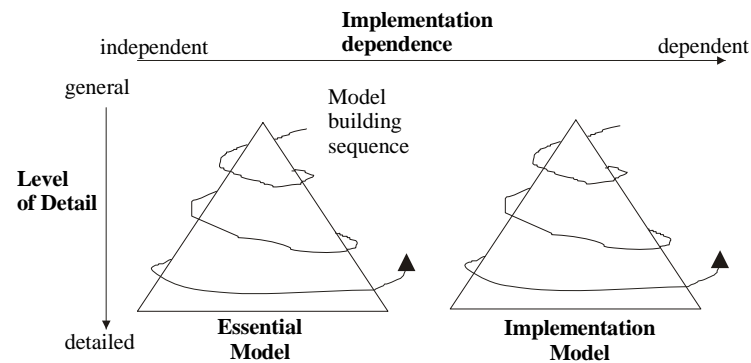 Implementation
dependence
independent
dependent
general
Model
building
sequence
Level
of Detail
detailed
Essential
Model
Implementation
Model